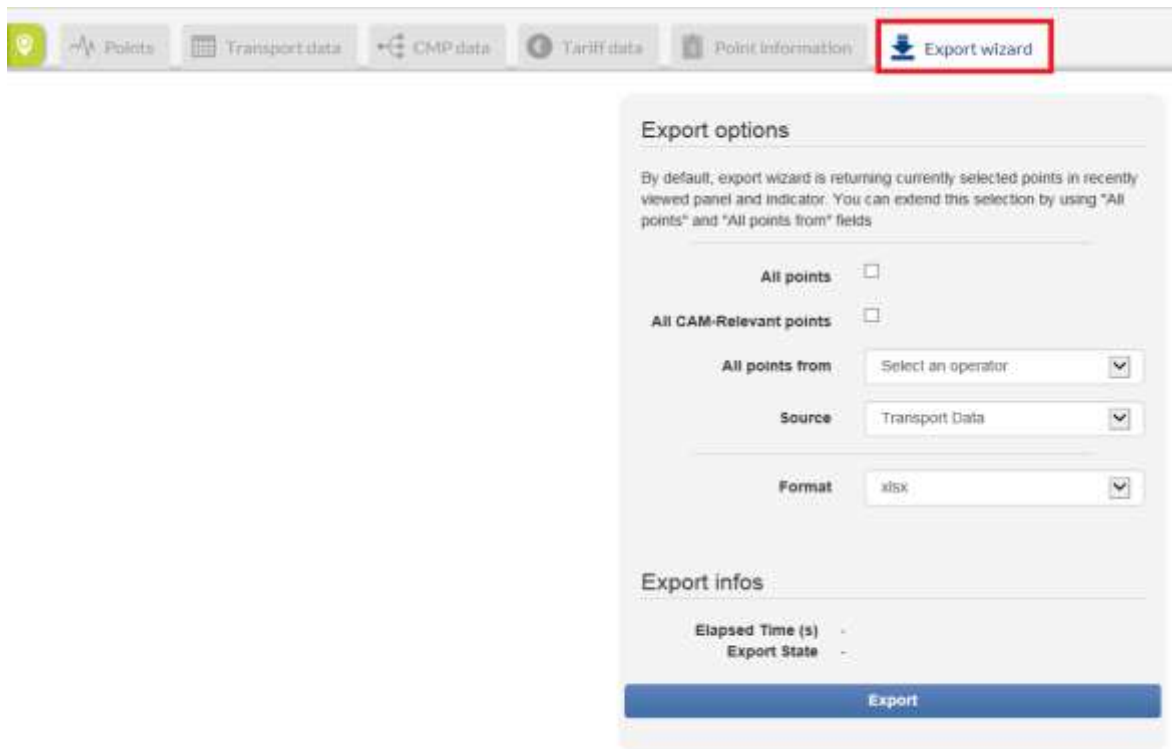 Points Transport data CMP data Tariff data Point information Export wizard
Export options
By default, export wizard is returning currently selected points in recently
viewed panel and indicator. You can extend this selection by using "All
points" and "All points from" fields
All points
All CAM-Relevant points
All points from Select an operator
Source Transport Data
Format xlsx
Export infos
Elapsed Time (s) -
Export State -
Export